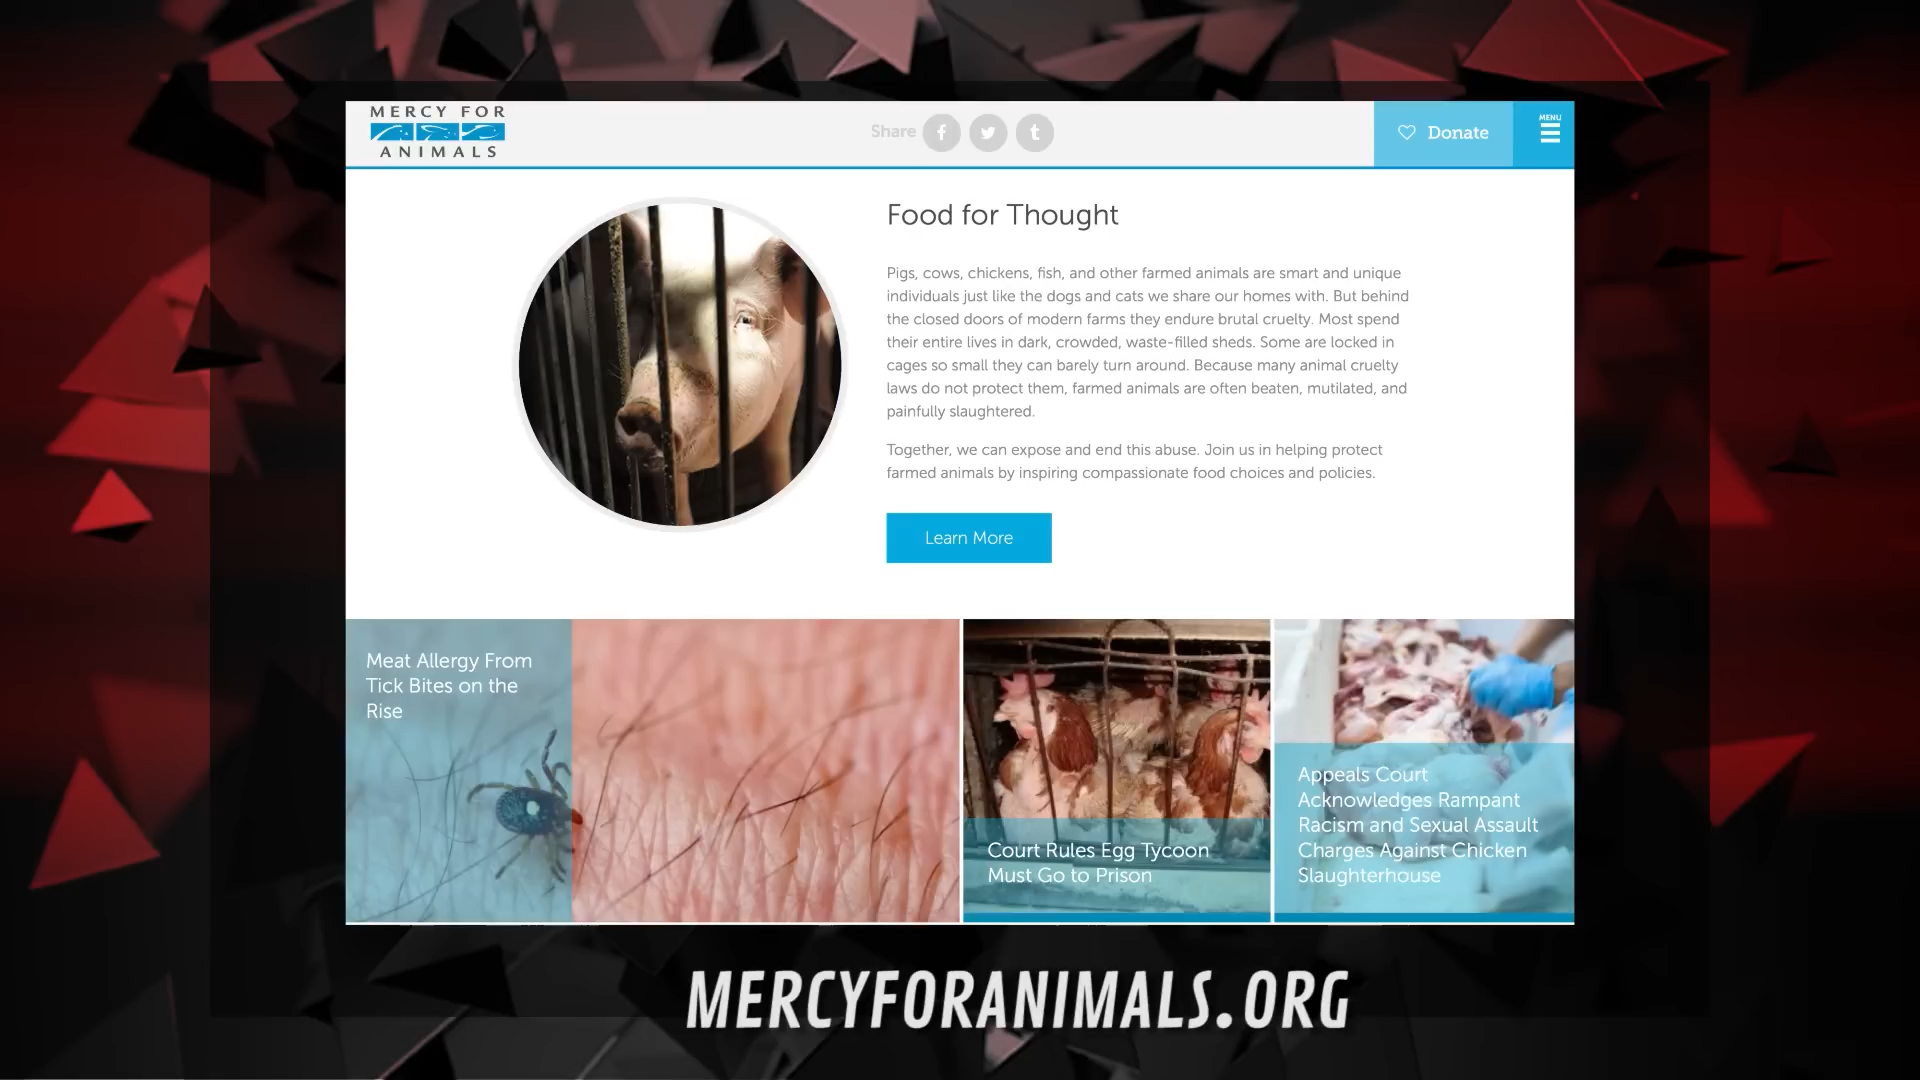 MERCY FOR
ANIMALS
Share
Donate
MENU
Food for Thought
Pigs, cows, chickens, fish, and other farmed animals are smart and unique
individuals just like the dogs and cats we share our homes with. But behind
the closed doors of modern farms they endure brutal cruelty. Most spend
their entire lives in dark, crowded, waste-filled sheds. Some are locked in
cages so small they can barely turn around. Because many animal cruelty
laws do not protect them, farmed animals are often beaten, mutilated, and
painfully slaughtered.
Together, we can expose and end this abuse. Join us in helping protect
farmed animals by inspiring compassionate food choices and policies.
Learn More
Meat Allergy From
Tick Bites on the
Rise
Court Rules Egg Tycoon
Must Go to Prison
Appeals Court
Acknowledges Rampant
Racism and Sexual Assault
Charges Against Chicken
Slaughterhouse
MERCYFORANIMALS.ORG